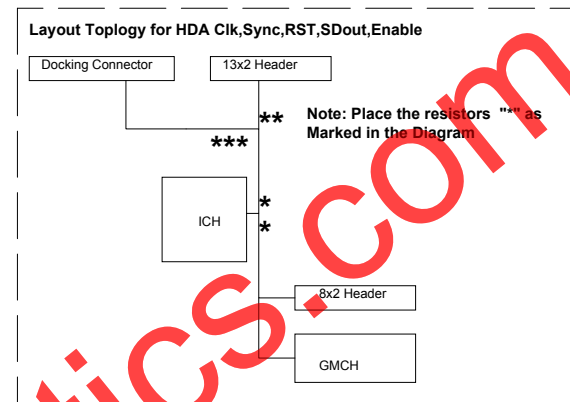 Layout Toplogy for HDA Clk,Sync,RST,SDout,Enable
Docking Connector
13x2 Header
**
Note: Place the resistors "*" as
Marked in the Diagram
***
ICH
*
*
8x2 Header
GMCH
tics.com